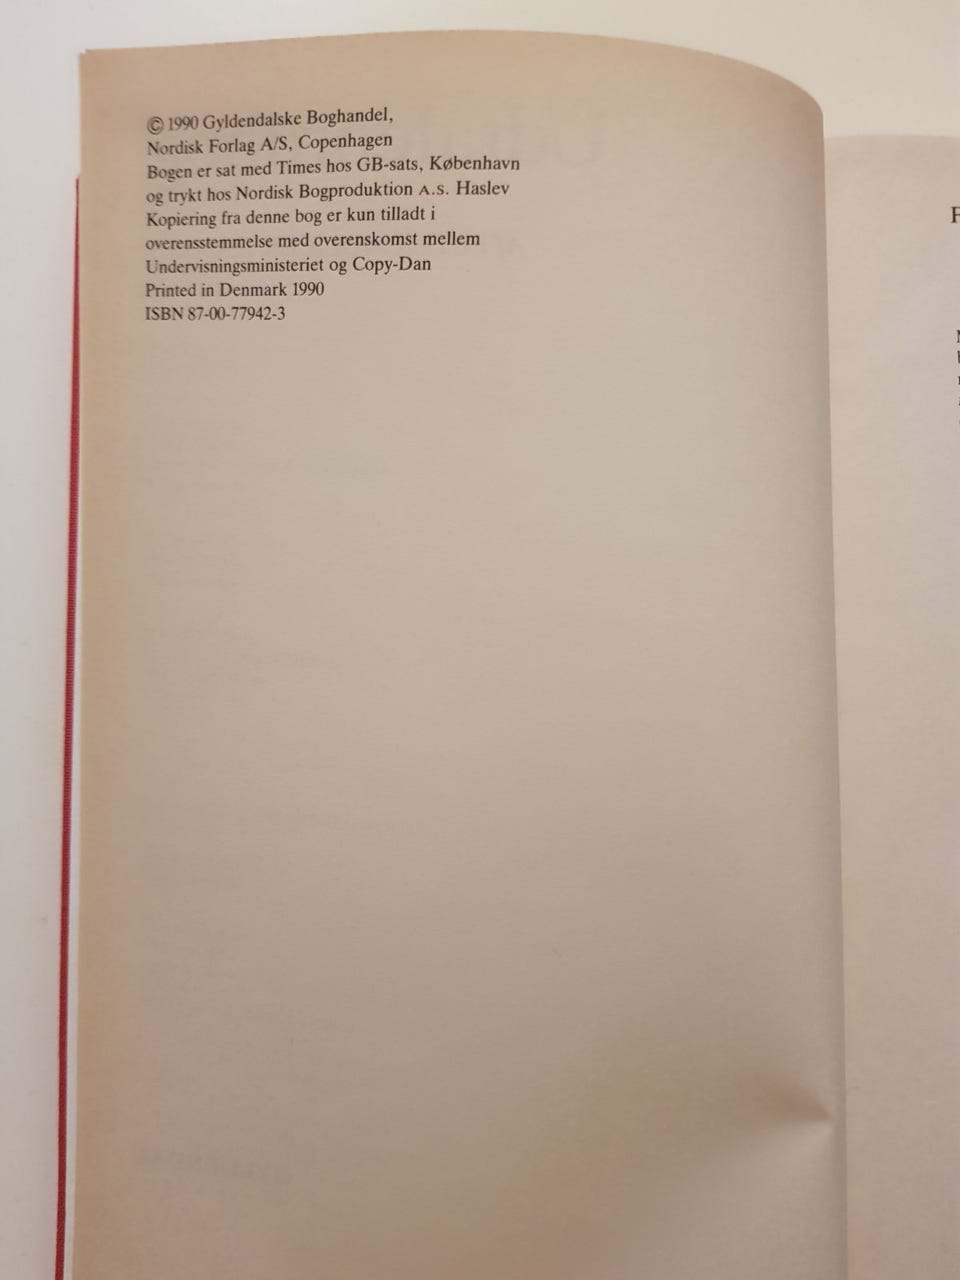 © 1990 Gyldendalske Boghandel,
Nordisk Forlag A/S, Copenhagen
Bogen er sat med Times hos GB-sats, København
og trykt hos Nordisk Bogproduktion A.S. Haslev
Kopiering fra denne bog er kun tilladt i
overensstemmelse med overenskomst mellem
Undervisningsministeriet og Copy-Dan
Printed in Denmark 1990
ISBN 87-00-77942-3